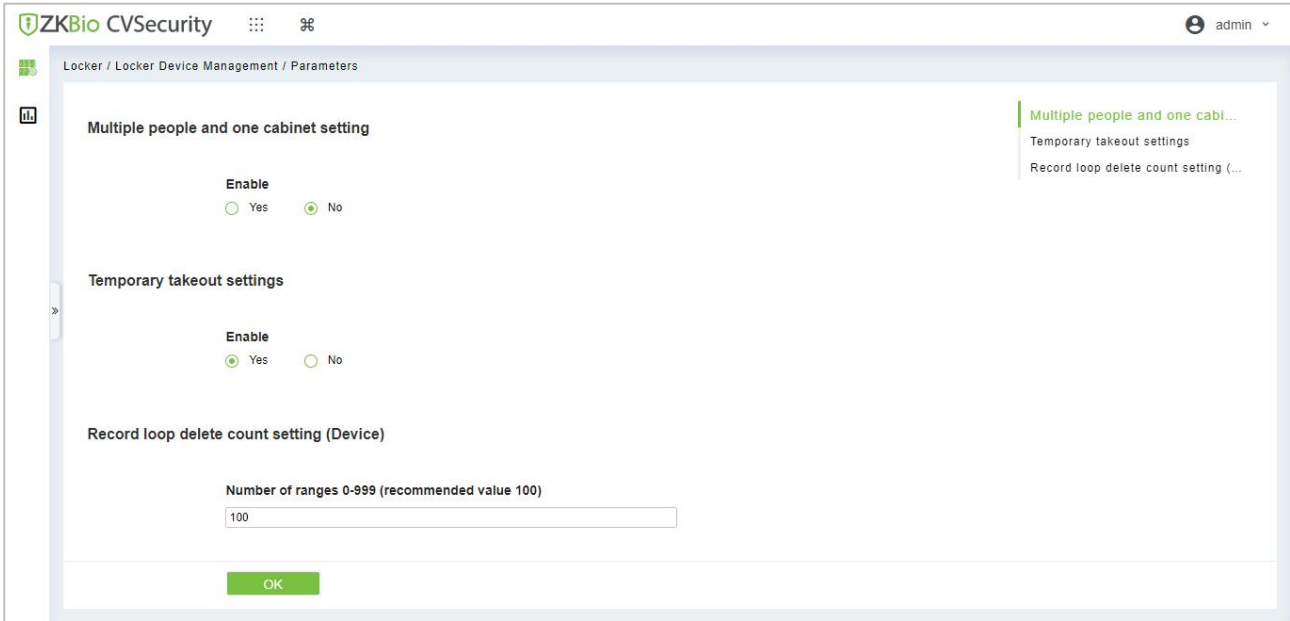 ZKBio CVSecurity
admin
Locker / Locker Device Management / Parameters
Multiple people and one cabinet setting
Enable
Yes No
Temporary takeout settings
Enable
Yes No
Record loop delete count setting (Device)
Number of ranges 0-999 (recommended value 100)
100
OK
Multiple people and one cabi...
Temporary takeout settings
Record loop delete count setting (...